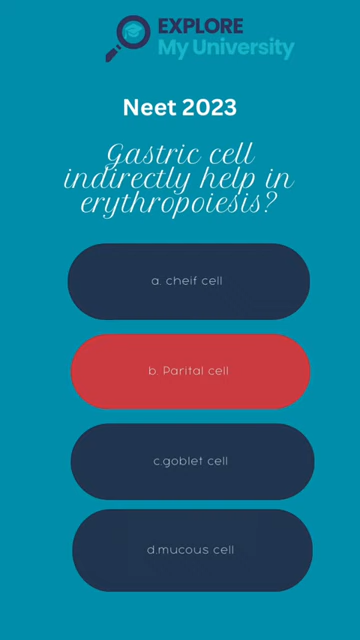 EXPLORE
My University
Neet 2023
Gastric cell
indirectly help in
erythropoiesis?
a. cheif cell
b. Parital cell
c.goblet cell
d.mucous cell